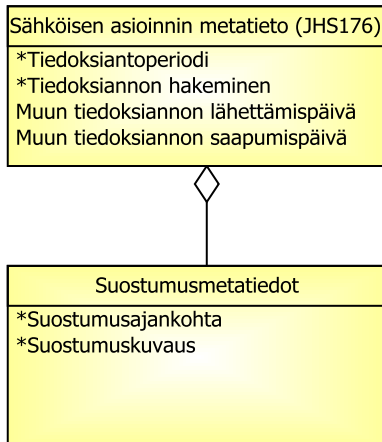 Sähköisen asioinnin metatieto (JHS176)
*Tiedoksiantoperiodi
*Tiedoksiannon hakeminen
Muun tiedoksiannon lähettämispäivä
Muun tiedoksiannon saapumispäivä
Suostumusmetatiedot
*Suostumusajankohta
*Suostumuskuvaus